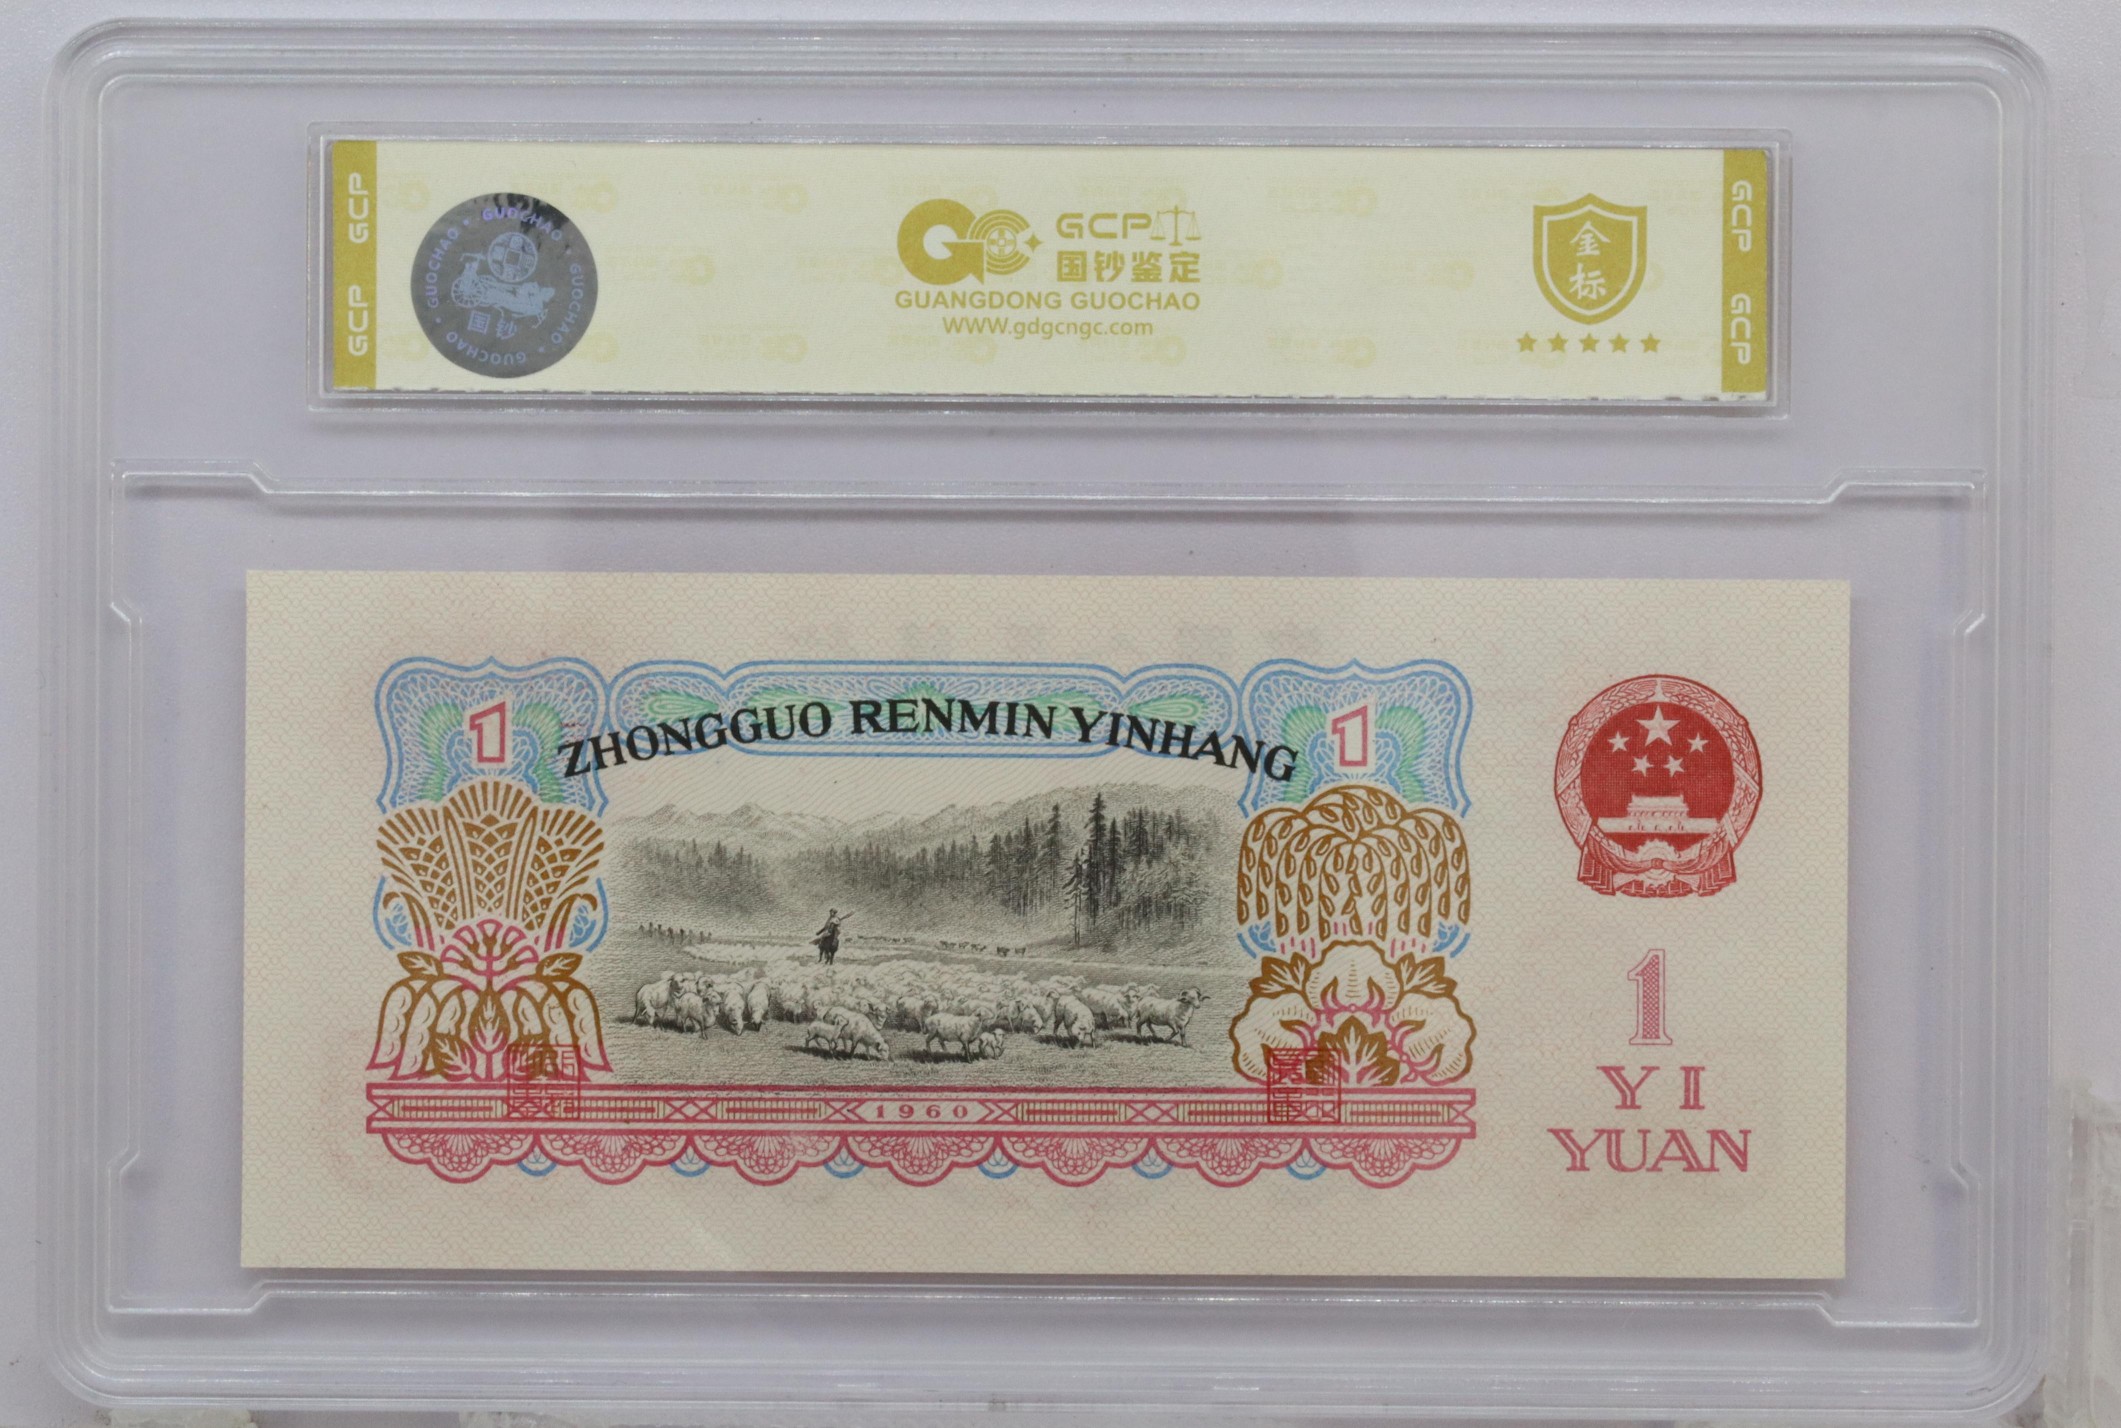 GCP GCP
GUOCHAO · GUOCHAO · GUOCHAO · GUOCHAO
国钞
GCP
国钞鉴定
GUANGDONG GUOCHAO
WWW.gdgcngc.com
金
标
GCP GCP
1
1
ZHONGGUO RENMIN YINHANG
1960
1
YI
YUAN